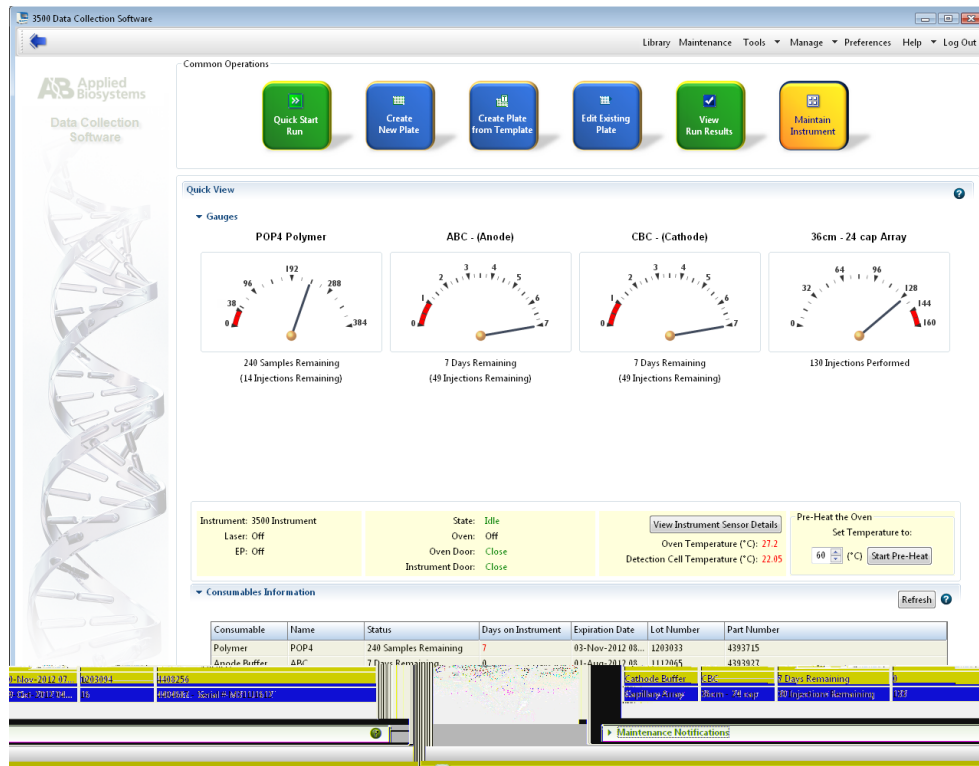 3500 Data Collection Software
Library Maintenance Tools Manage Preferences Help Log Out
AB Applied Biosystems
Data Collection Software
Common Operations
Quick Start Run
Create New Plate
Create Plate from Template
Edit Existing Plate
View Run Results
Maintain Instrument
Quick View
Gauges
POP4 Polymer
0 38 96 192 288 384
240 Samples Remaining
(14 Injections Remaining)
ABC - (Anode)
0 1 2 3 4 5 6 7
7 Days Remaining
(49 Injections Remaining)
CBC - (Cathode)
0 1 2 3 4 5 6 7
7 Days Remaining
(49 Injections Remaining)
36cm - 24 cap Array
0 32 64 96 128 144 160
130 Injections Performed
Instrument: 3500 Instrument
Laser: Off
EP: Off
State: Idle
Oven: Off
Oven Door: Close
Instrument Door: Close
View Instrument Sensor Details
Oven Temperature (°C): 27.2
Detection Cell Temperature (°C): 22.05
Pre-Heat the Oven
Set Temperature to:
60 (°C) Start Pre-Heat
Consumables Information
Refresh
Consumable Name Status Days on Instrument Expiration Date Lot Number Part Number
Polymer POP4 240 Samples Remaining 7 03-Nov-2012 08... 1203033 4393715
Anode Buffer ABC 7 Days Remaining 0 01-Aug-2012 08... 1112065 4393927
0-Nov-2012 07... 1203094 4408256
Cathode Buffer CBC 7 Days Remaining 0
Maintenance Notifications